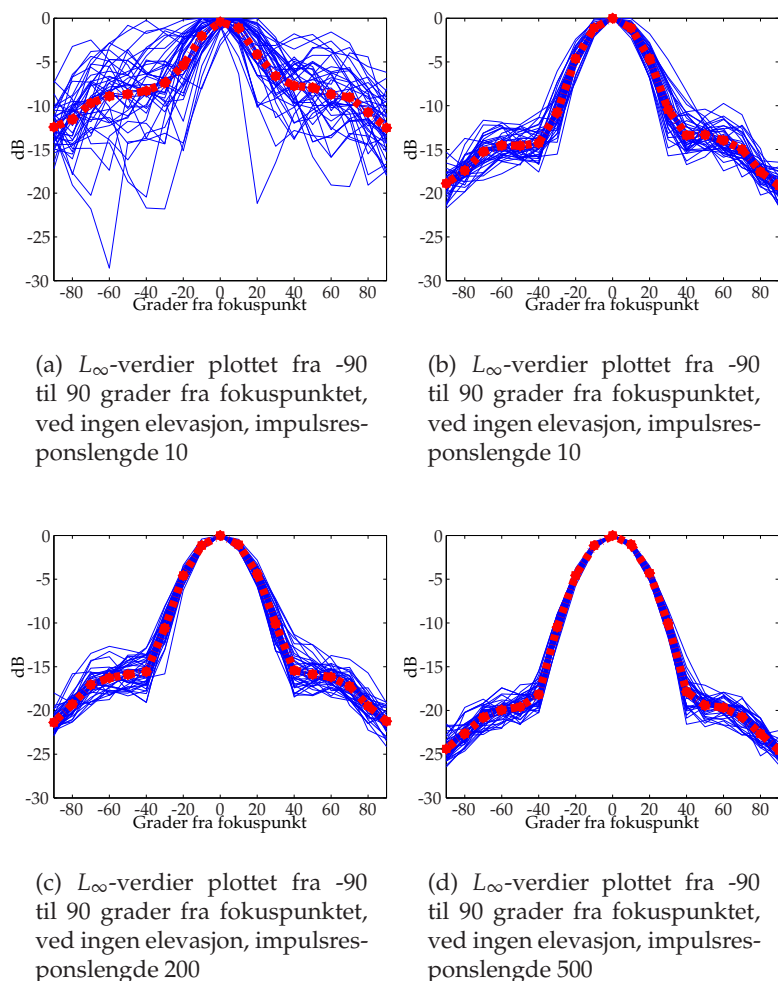 0
-5
-10
-15
-20
-25
-30
dB
-80 -60 -40 -20 0 20 40 60 80
Grader fra fokuspunkt
0
-5
-10
-15
-20
-25
-30
dB
-80 -60 -40 -20 0 20 40 60 80
Grader fra fokuspunkt
(a) L∞-verdier plottet fra -90
til 90 grader fra fokuspunktet,
ved ingen elevasjon, impulsres-
ponslengde 10
(b) L∞-verdier plottet fra -90
til 90 grader fra fokuspunktet,
ved ingen elevasjon, impulsres-
ponslengde 10
0
-5
-10
-15
-20
-25
-30
dB
-80 -60 -40 -20 0 20 40 60 80
Grader fra fokuspunkt
0
-5
-10
-15
-20
-25
-30
dB
-80 -60 -40 -20 0 20 40 60 80
Grader fra fokuspunkt
(c) L∞-verdier plottet fra -90
til 90 grader fra fokuspunktet,
ved ingen elevasjon, impulsres-
ponslengde 200
(d) L∞-verdier plottet fra -90
til 90 grader fra fokuspunktet,
ved ingen elevasjon, impulsres-
ponslengde 500